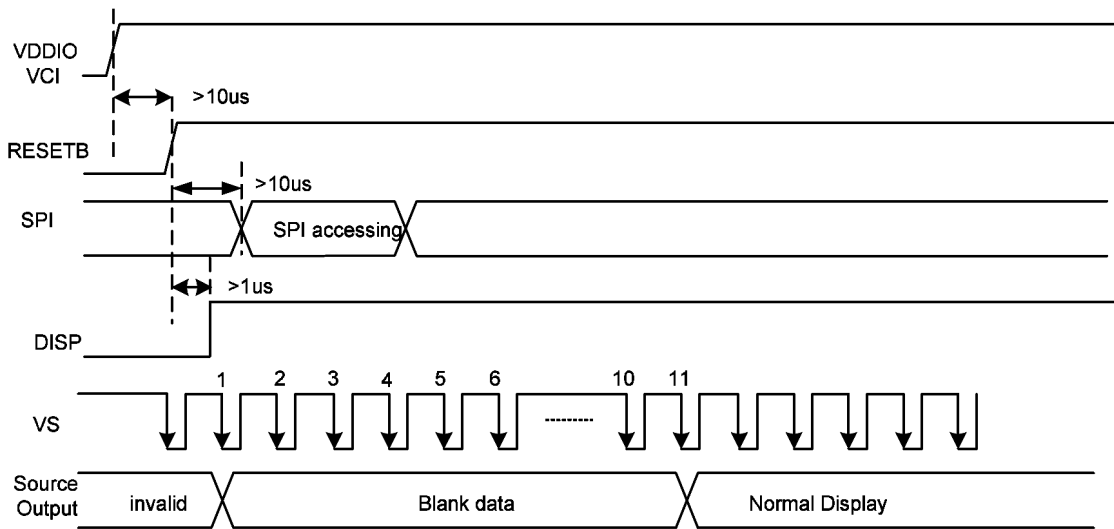 VDDIO
VCI
>10us
RESETB
>10us
SPI
SPI accessing
>1us
DISP
1 2 3 4 5 6 10 11
VS
Source
Output
invalid
Blank data
Normal Display